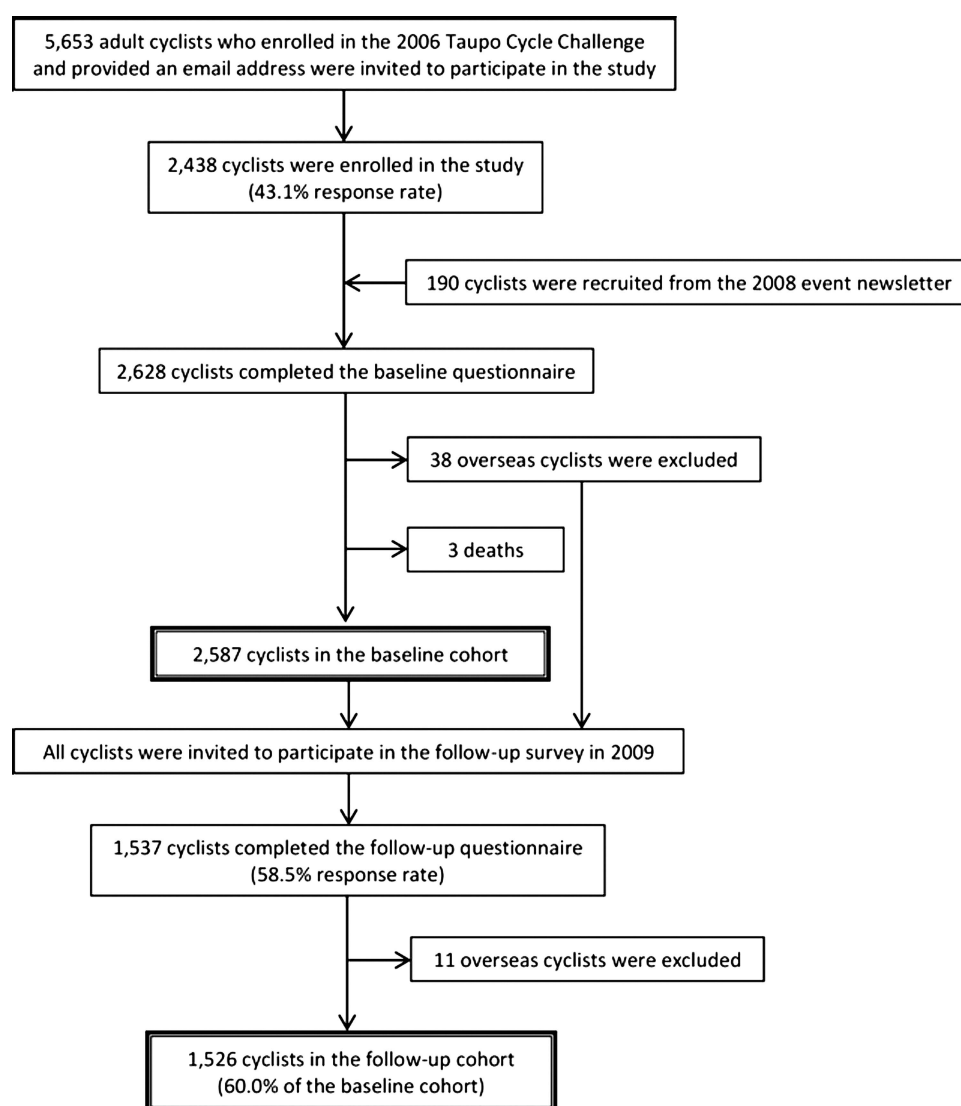 5,653 adult cyclists who enrolled in the 2006 Taupo Cycle Challenge
and provided an email address were invited to participate in the study
2,438 cyclists were enrolled in the study
(43.1% response rate)
190 cyclists were recruited from the 2008 event newsletter
2,628 cyclists completed the baseline questionnaire
38 overseas cyclists were excluded
3 deaths
2,587 cyclists in the baseline cohort
All cyclists were invited to participate in the follow-up survey in 2009
1,537 cyclists completed the follow-up questionnaire
(58.5% response rate)
11 overseas cyclists were excluded
1,526 cyclists in the follow-up cohort
(60.0% of the baseline cohort)